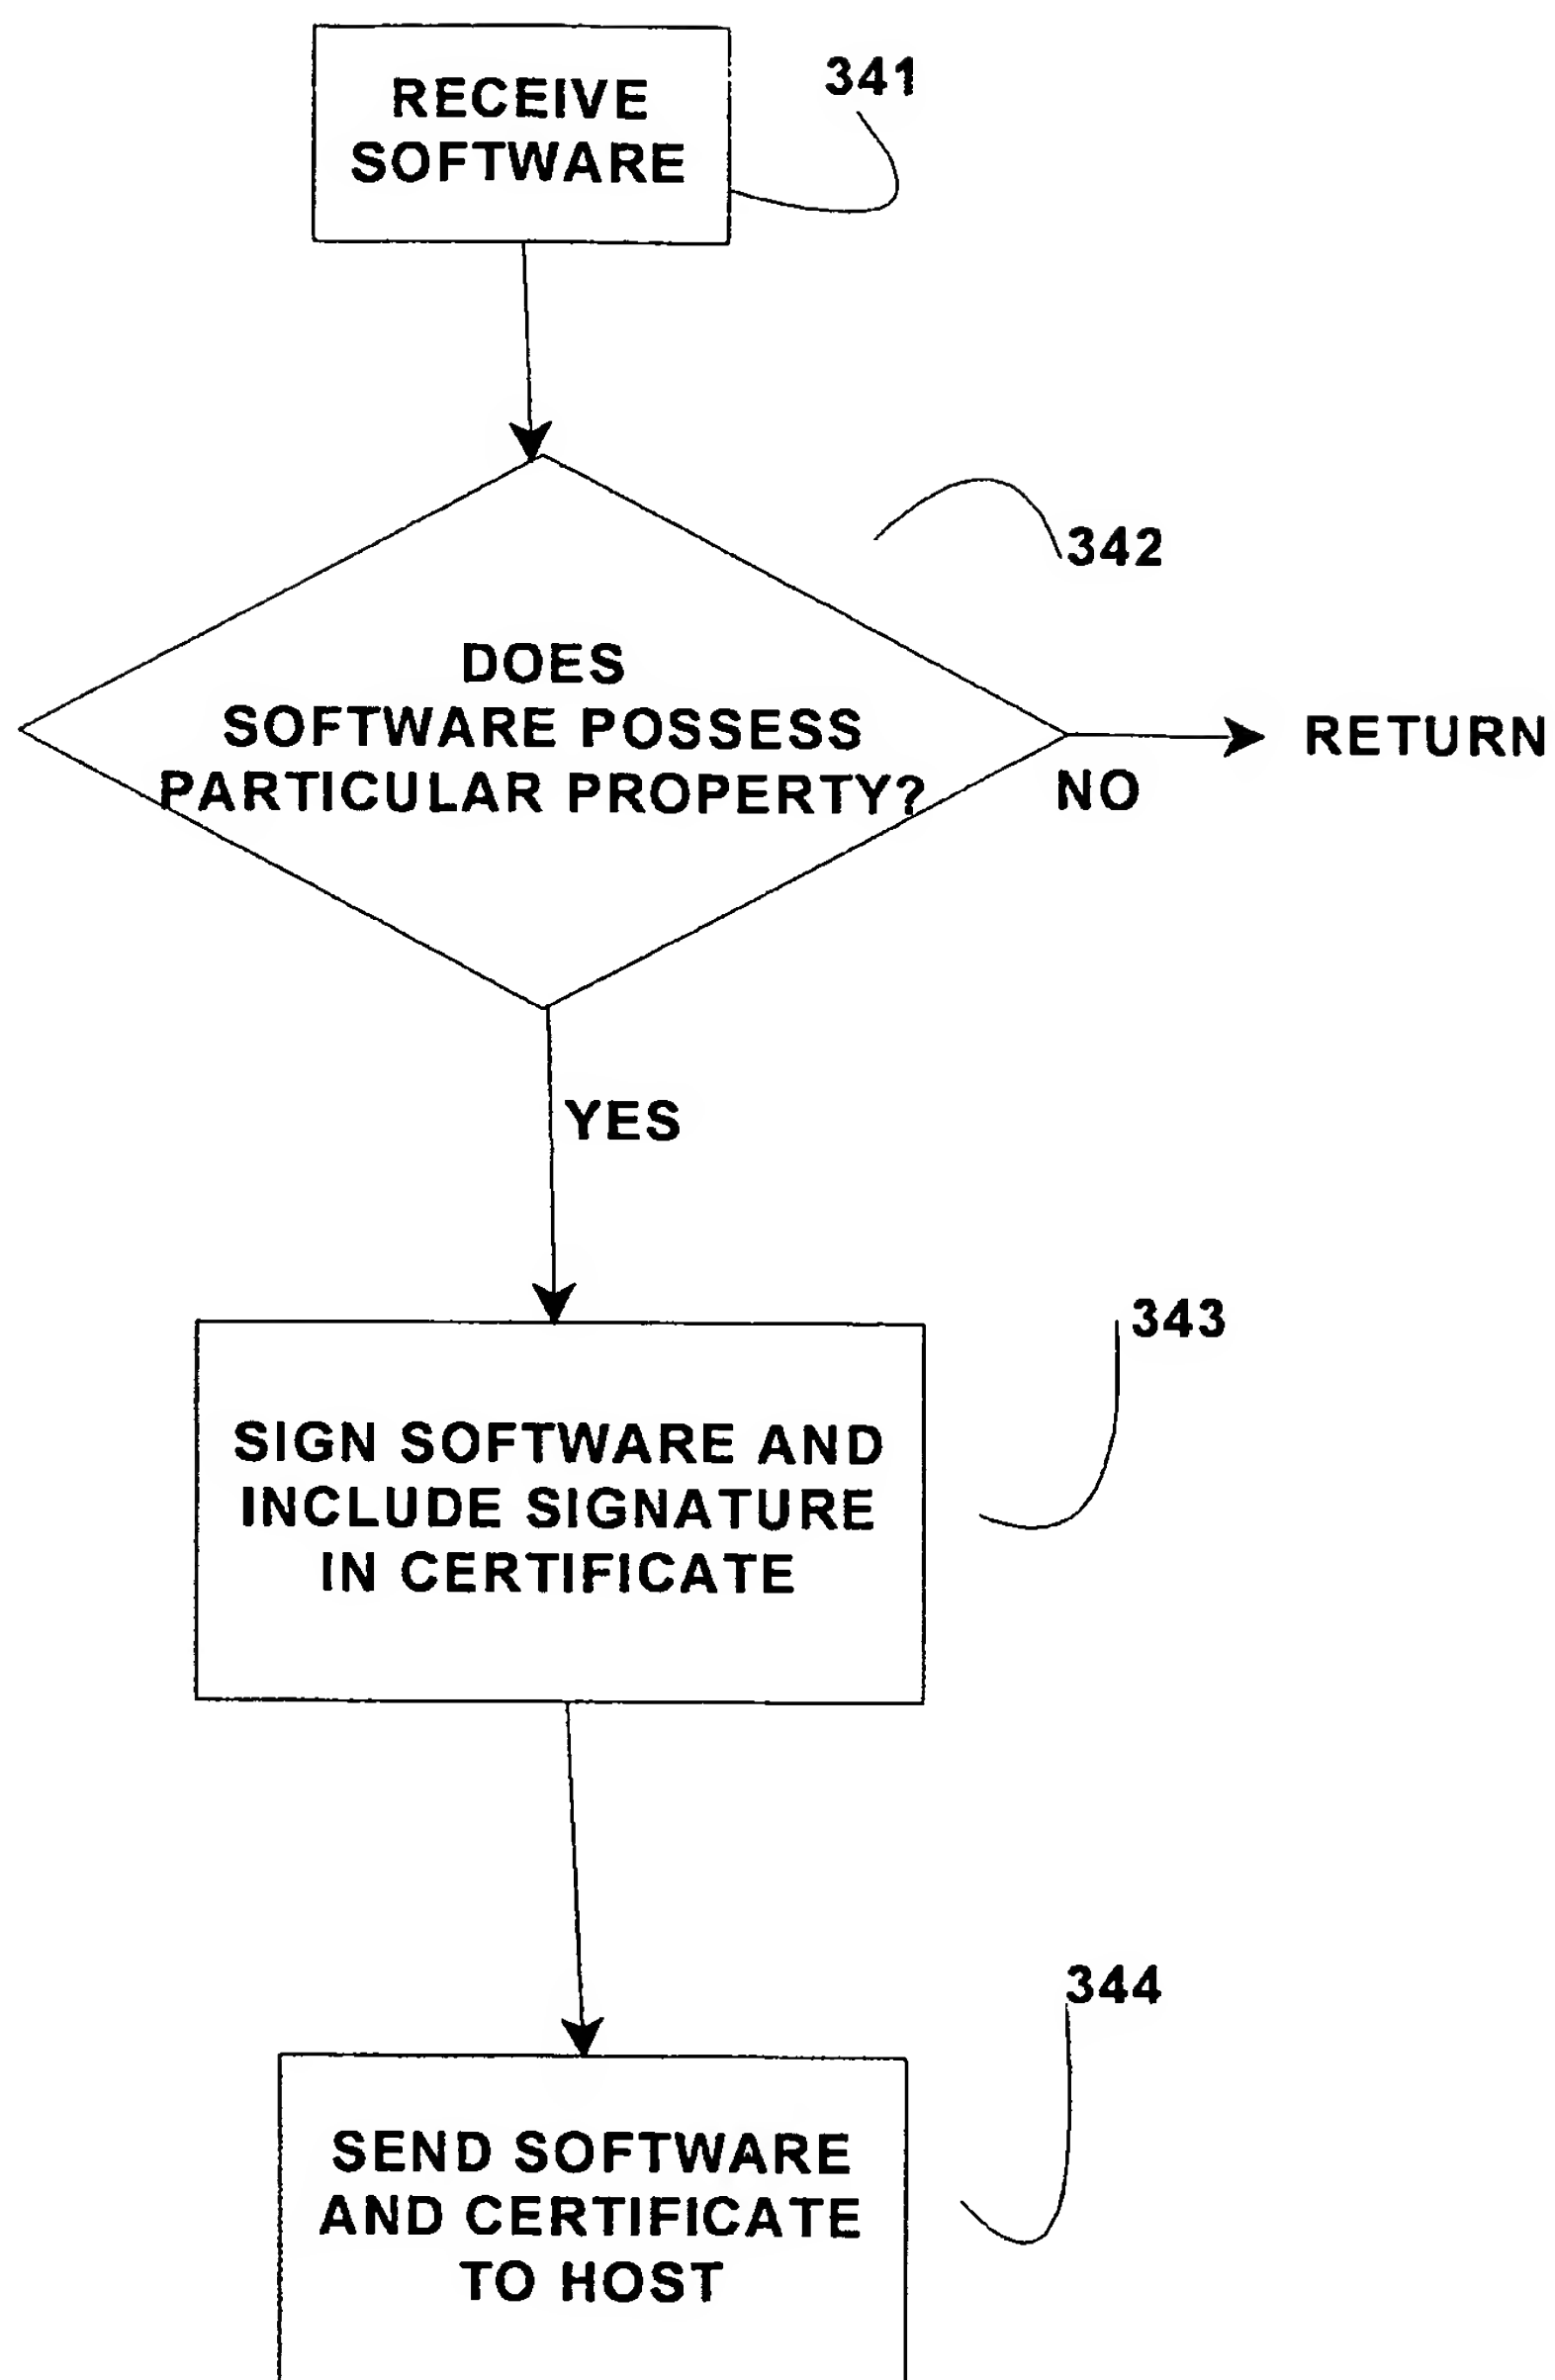 RECEIVE
SOFTWARE
341
342
DOES
SOFTWARE POSSESS
PARTICULAR PROPERTY?
RETURN
NO
YES
343
SIGN SOFTWARE AND
INCLUDE SIGNATURE
IN CERTIFICATE
344
SEND SOFTWARE
AND CERTIFICATE
TO HOST